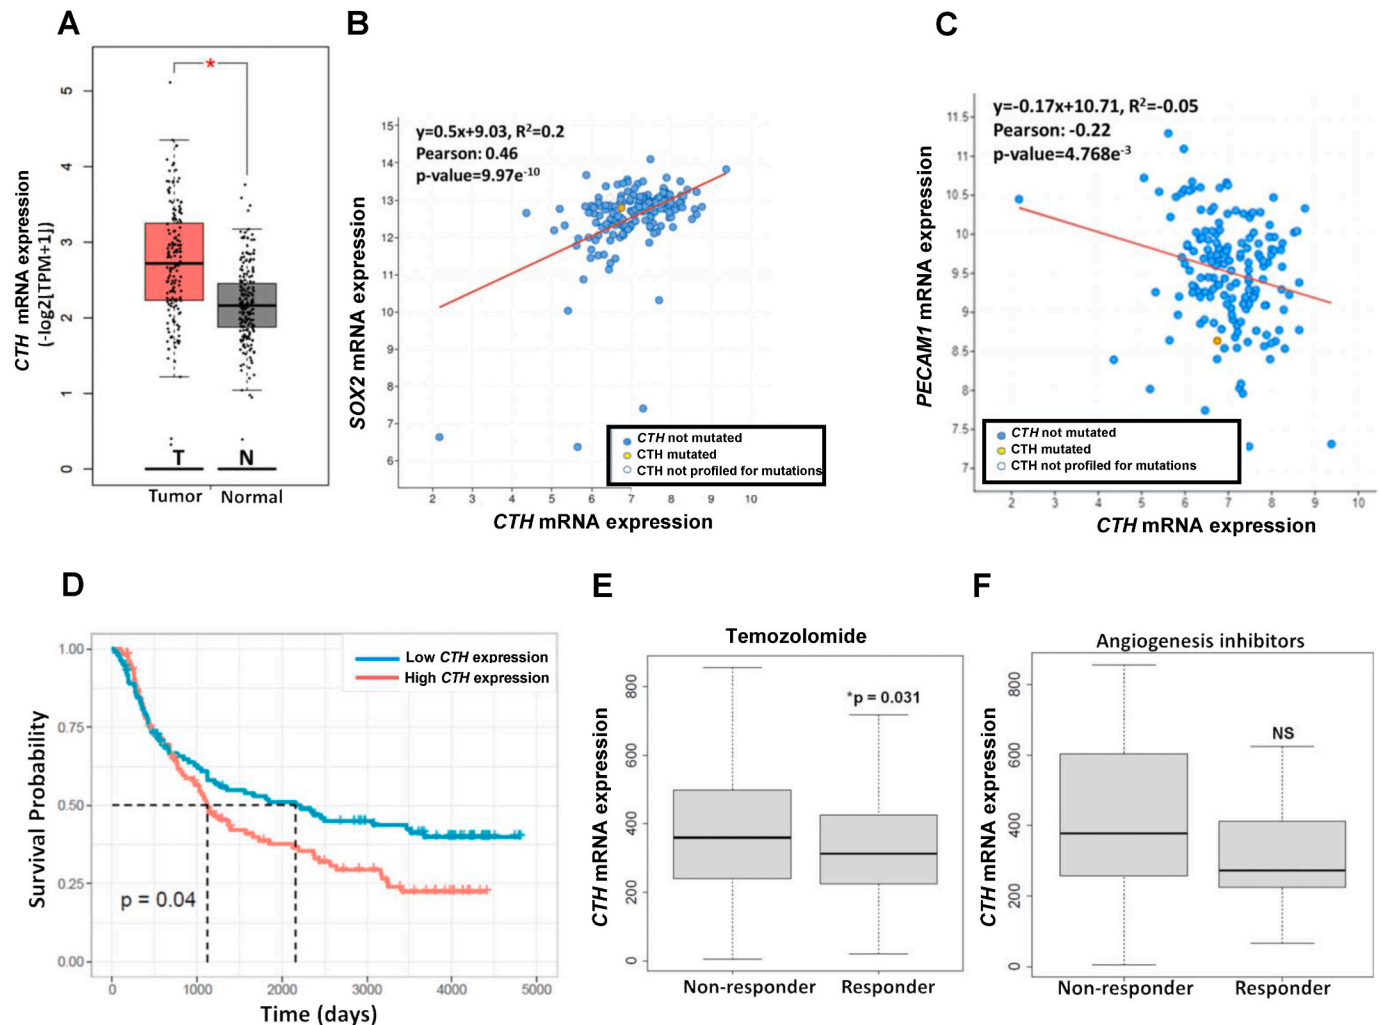 A
CTH mRNA expression
(-log2[TPM+1])
5
4
3
2
1
0
*
T
N
Tumor
Normal
B
SOX2 mRNA expression
15
14
13
12
11
10
9
8
7
6
y=0.5x+9.03, R²=0.2
Pearson: 0.46
p-value=9.97e⁻¹⁰
CTH not mutated
CTH mutated
CTH not profiled for mutations
2 3 4 5 6 7 8 9 10
CTH mRNA expression
C
PECAM1 mRNA expression
11.5
11
10.5
10
9.5
9
8.5
8
7.5
7
y=-0.17x+10.71, R²=-0.05
Pearson: -0.22
p-value=4.768e⁻³
CTH not mutated
CTH mutated
CTH not profiled for mutations
2 3 4 5 6 7 8 9 10
CTH mRNA expression
D
Survival Probability
1.00
0.75
0.50
0.25
0.00
Low CTH expression
High CTH expression
p = 0.04
0 1000 2000 3000 4000 5000
Time (days)
E
Temozolomide
CTH mRNA expression
800
600
400
200
0
*p = 0.031
Non-responder
Responder
F
Angiogenesis inhibitors
CTH mRNA expression
800
600
400
200
0
NS
Non-responder
Responder